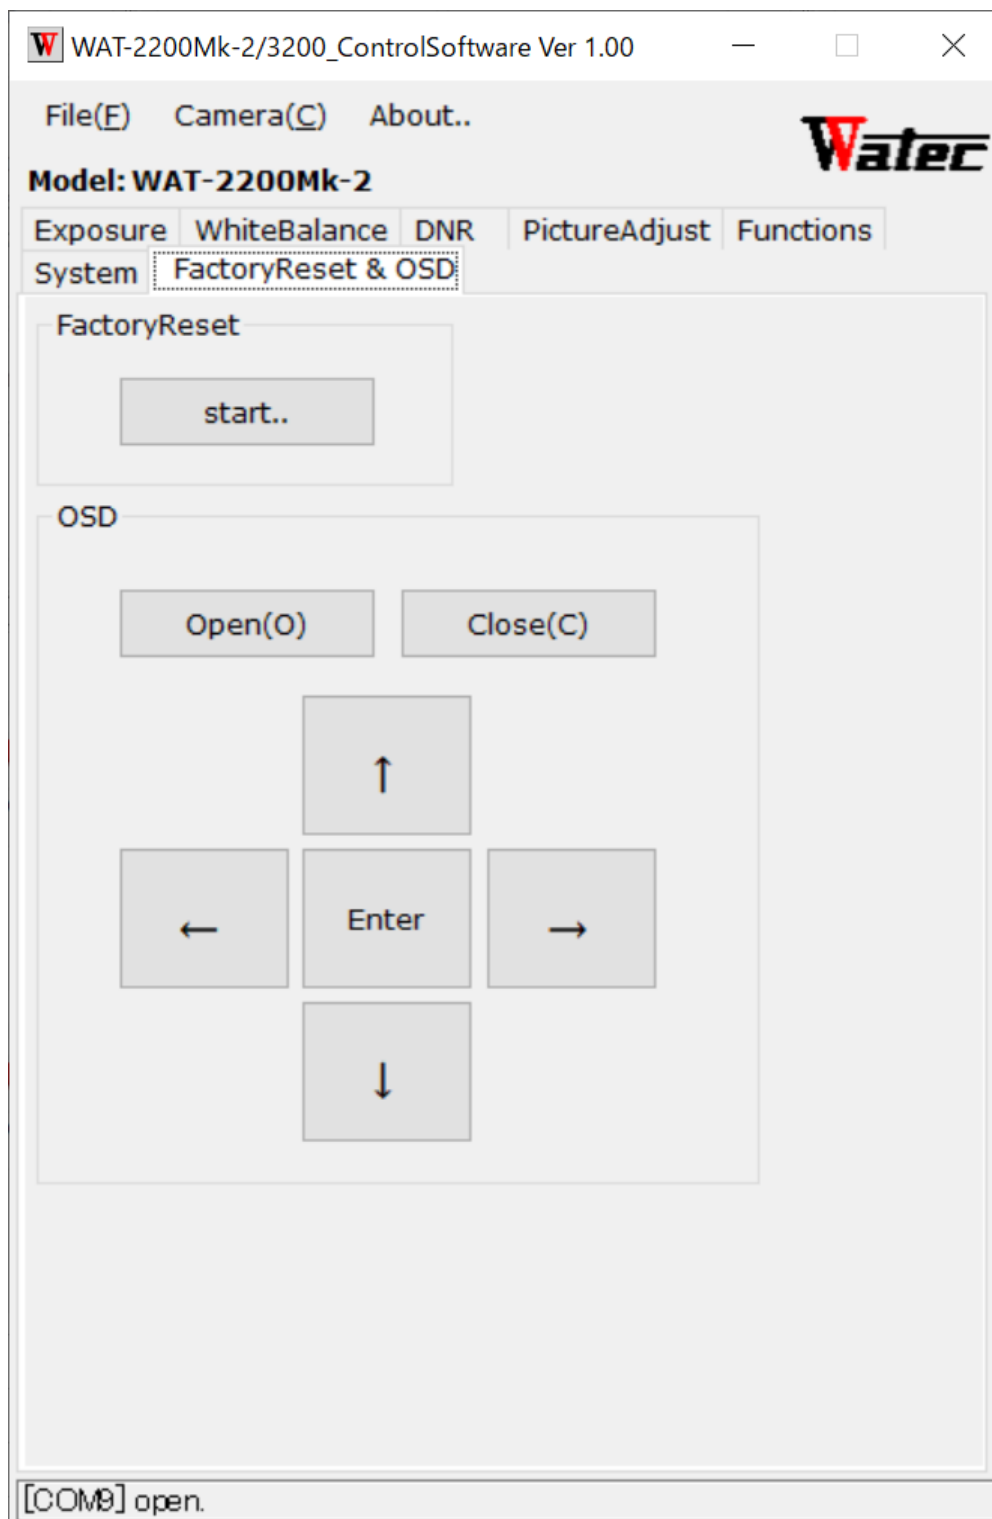 WAT-2200Mk-2/3200_ControlSoftware Ver 1.00
File(F) Camera(C) About..
Watec
Model: WAT-2200Mk-2
Exposure WhiteBalance DNR PictureAdjust Functions
System FactoryReset & OSD
FactoryReset
start..
OSD
Open(O) Close(C)
↑
← Enter →
↓
[COM9] open.